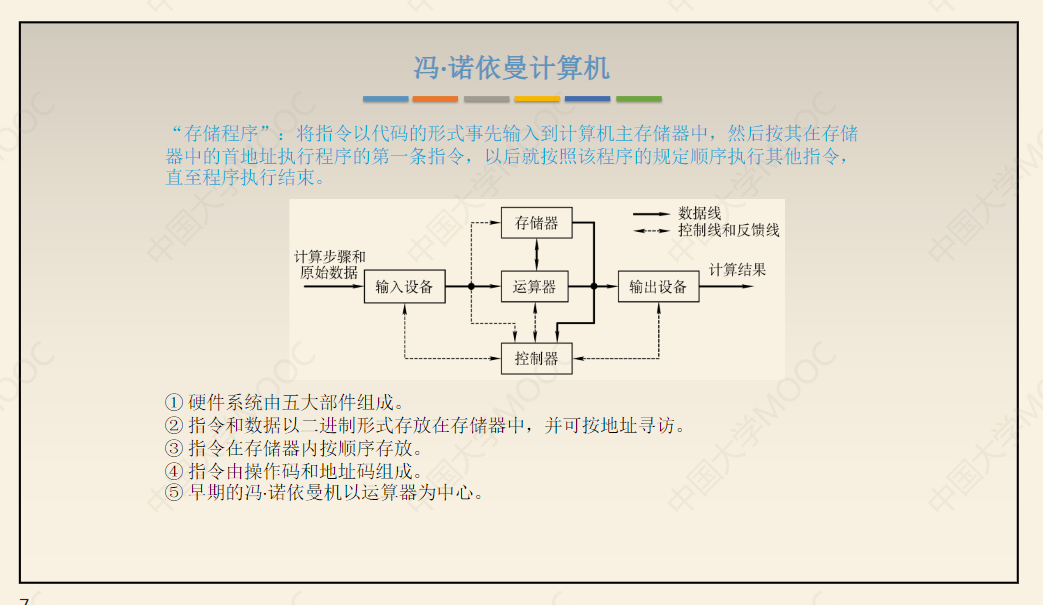 冯·诺依曼计算机
“存储程序”：将指令以代码的形式事先输入到计算机主存储器中，然后按其在存储
器中的首地址执行程序的第一条指令，以后就按照该程序的规定顺序执行其他指令，
直至程序执行结束。
存储器
数据线
控制线和反馈线
计算步骤和
原始数据
输入设备
运算器
输出设备
计算结果
控制器
① 硬件系统由五大部件组成。
② 指令和数据以二进制形式存放在存储器中，并可按地址寻访。
③ 指令在存储器内按顺序存放。
④ 指令由操作码和地址码组成。
⑤ 早期的冯·诺依曼机以运算器为中心。
7
中国大学MOOC